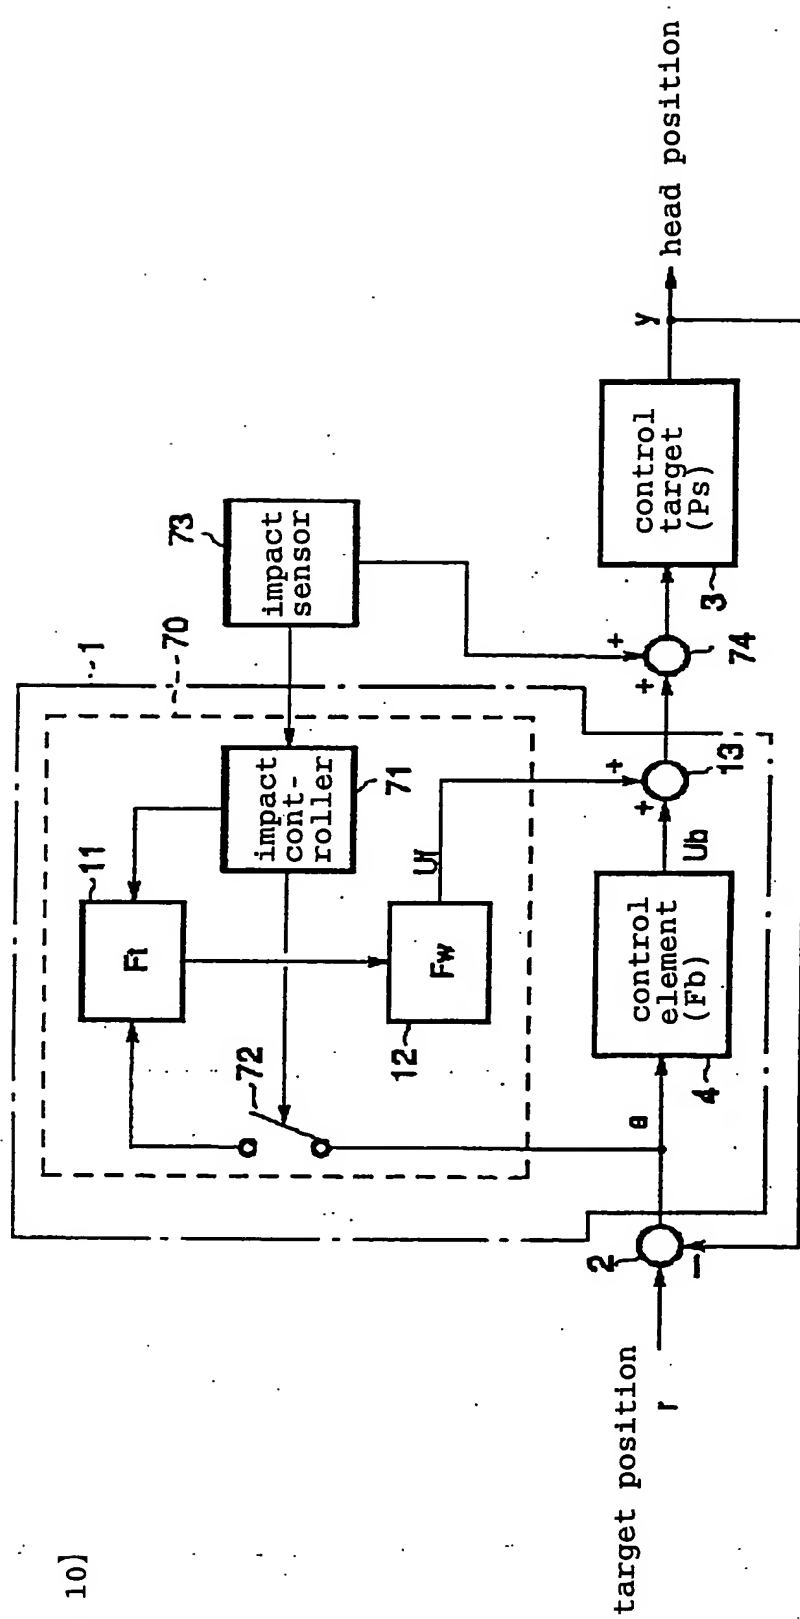 10]
1
70
73
impact
sensor
11
Ft
impact
cont-
roller
71
72
12
Fw
Uf
target position
r
2
−
e
control
element
(Fb)
4
Ub
+
+
13
+
+
74
control
target
(Ps)
3
y
head position